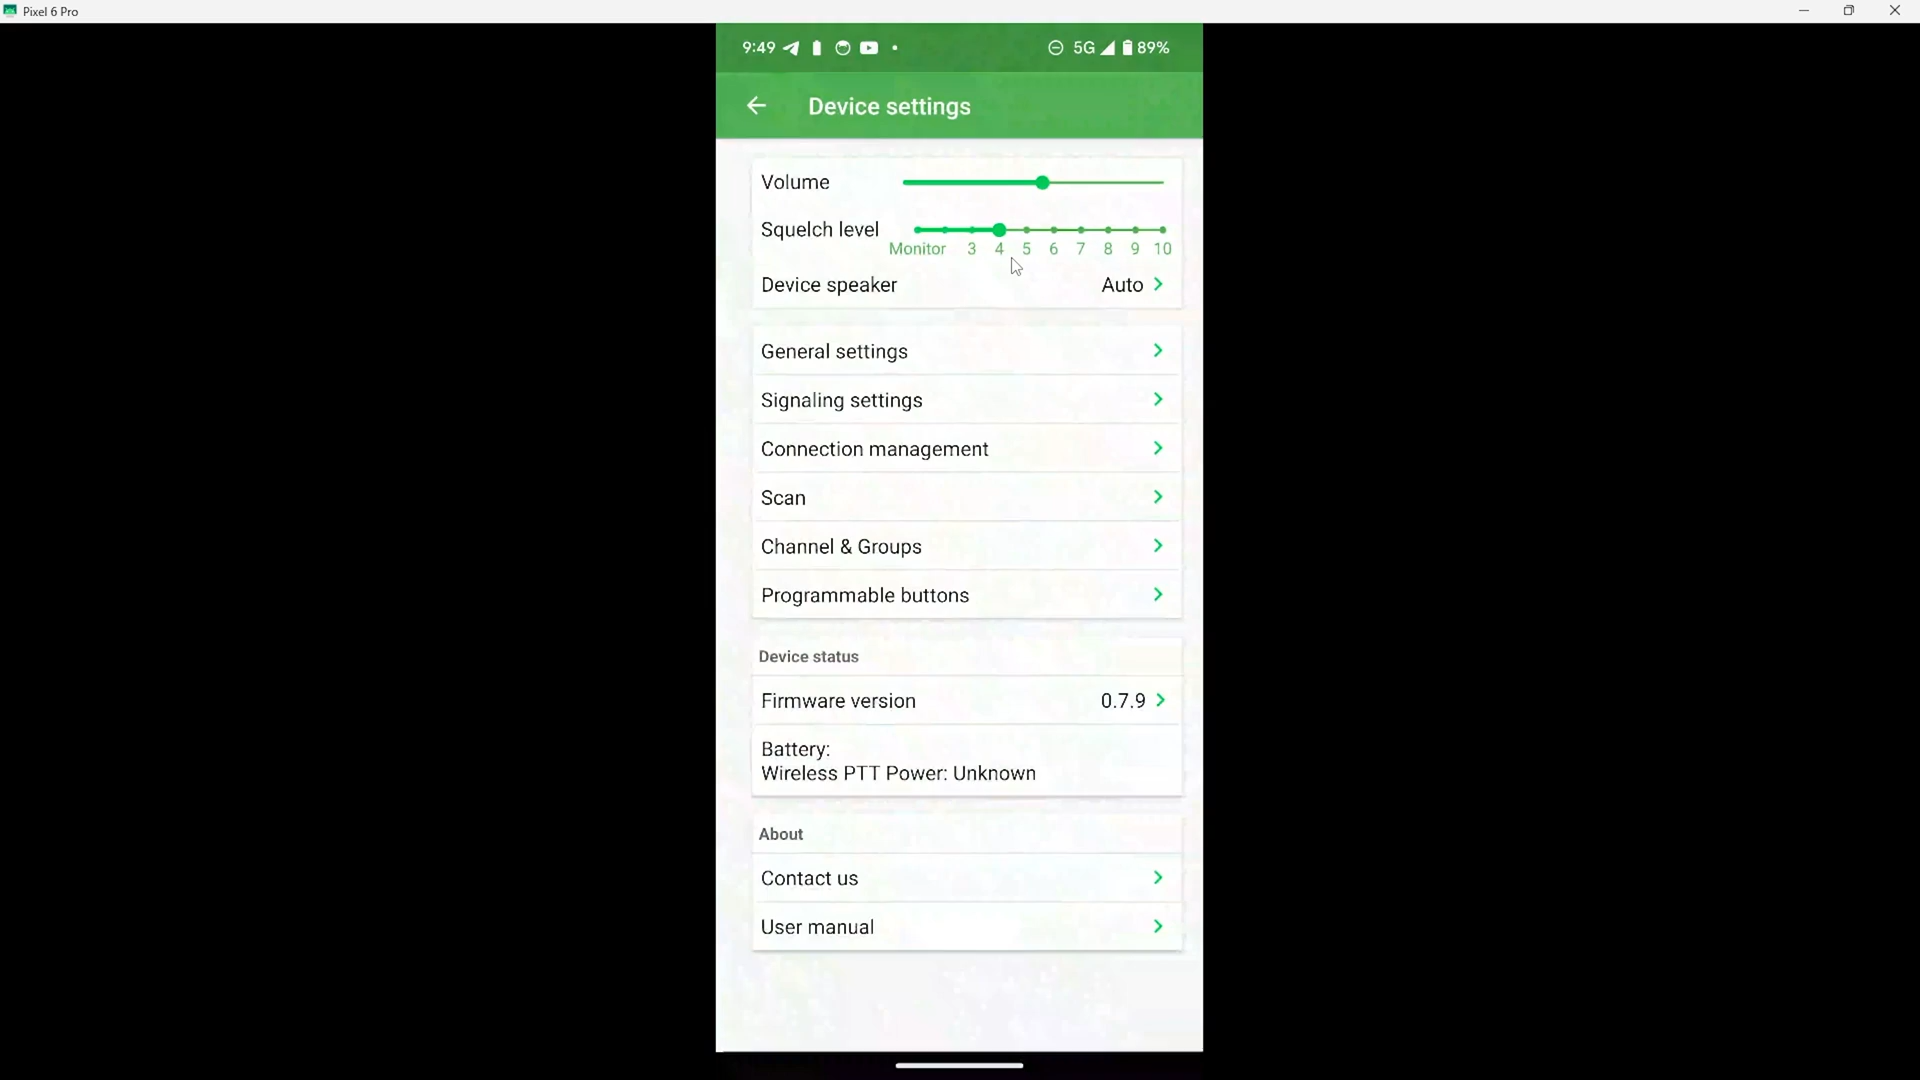 Pixel 6 Pro
9:49 5G 89%
Device settings
Volume
Squelch level
Monitor 3 4 5 6 7 8 9 10
Device speaker Auto
General settings
Signaling settings
Connection management
Scan
Channel & Groups
Programmable buttons
Device status
Firmware version 0.7.9
Battery:
Wireless PTT Power: Unknown
About
Contact us
User manual